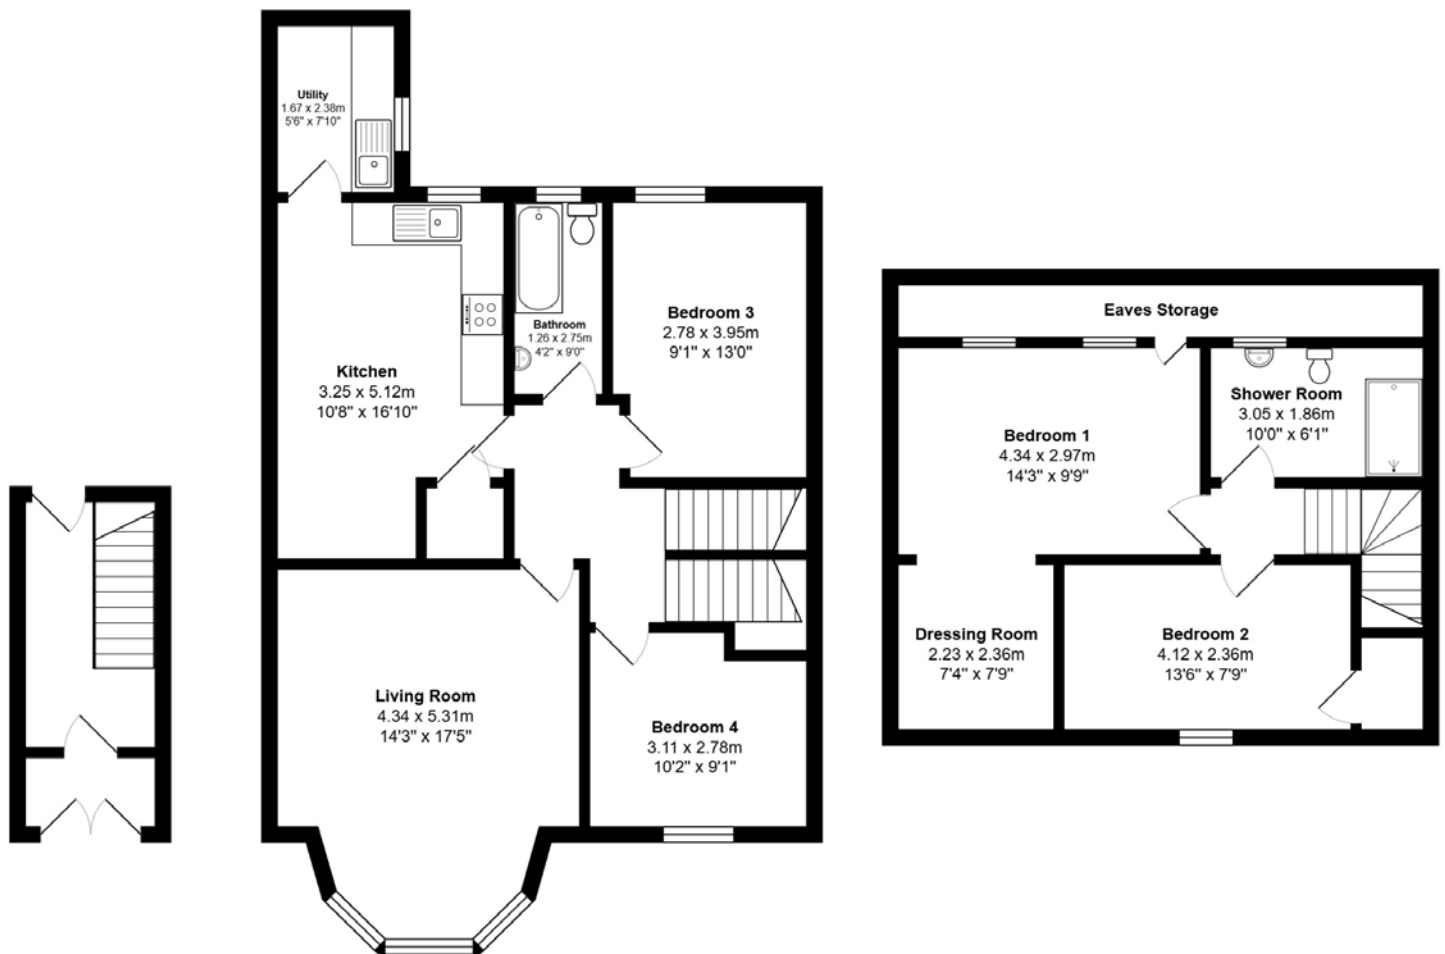 Utility
1.67 x 2.38m
5'6" x 7'10"
Kitchen
3.25 x 5.12m
10'8" x 16'10"
Bathroom
1.26 x 2.75m
4'2" x 9'0"
Bedroom 3
2.78 x 3.95m
9'1" x 13'0"
Living Room
4.34 x 5.31m
14'3" x 17'5"
Bedroom 4
3.11 x 2.78m
10'2" x 9'1"
Eaves Storage
Bedroom 1
4.34 x 2.97m
14'3" x 9'9"
Shower Room
3.05 x 1.86m
10'0" x 6'1"
Dressing Room
2.23 x 2.36m
7'4" x 7'9"
Bedroom 2
4.12 x 2.36m
13'6" x 7'9"